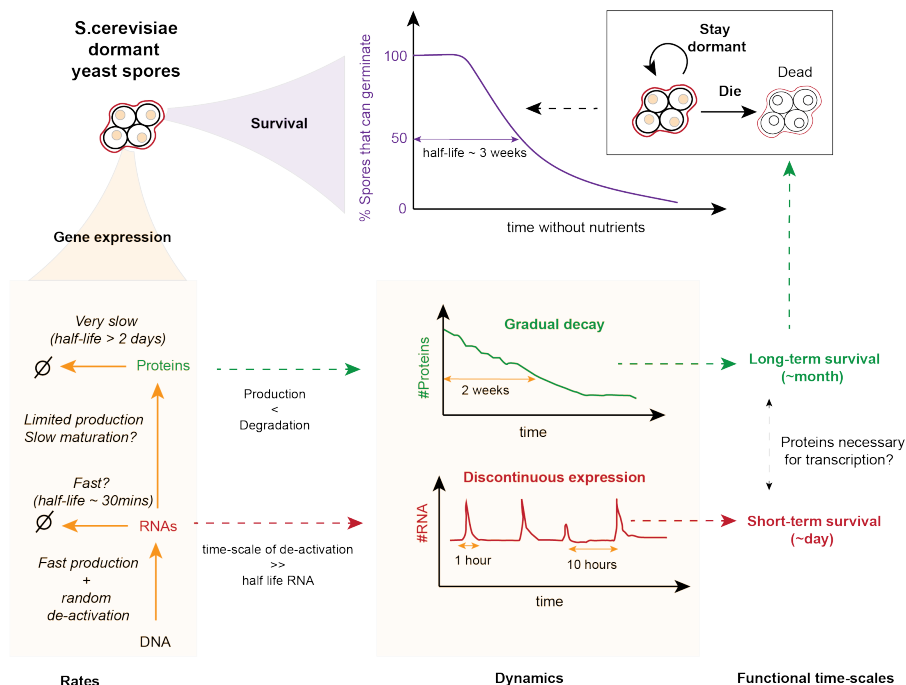 S.cerevisiae
dormant
yeast spores
Survival
Gene expression
% Spores that can germinate
100
50
0
half-life ~ 3 weeks
time without nutrients
Stay
dormant
Die
Dead
Very slow
(half-life > 2 days)
Ø
Proteins
Limited production
Slow maturation?
Fast?
(half-life ~ 30mins)
Ø
RNAs
Fast production
+
random
de-activation
DNA
Rates
Production
<
Degradation
time-scale of de-activation
>>
half life RNA
Gradual decay
#Proteins
2 weeks
time
Discontinuous expression
#RNA
1 hour
10 hours
time
Dynamics
Long-term survival
(~month)
Proteins necessary
for transcription?
Short-term survival
(~day)
Functional time-scales